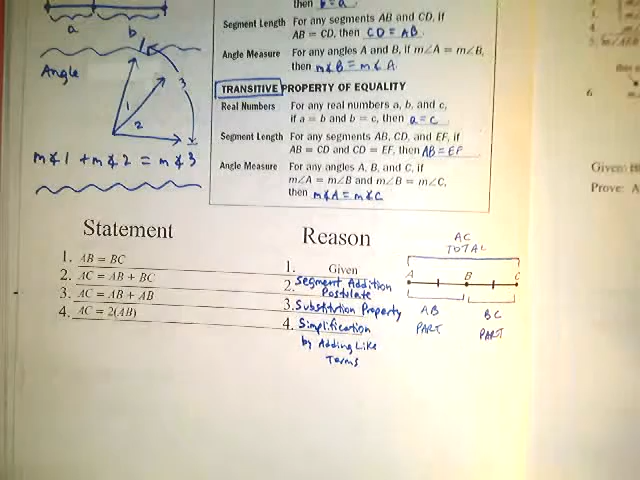 then b = a
a
b
Segment Length For any segments AB and CD, if
AB = CD, then CD = AB
Angle Measure For any angles A and B, if m∠A = m∠B,
then m∡B = m∡A
Angle
1
2
3
m∡1 + m∡2 = m∡3
TRANSITIVE PROPERTY OF EQUALITY
Real Numbers For any real numbers a, b, and c,
if a = b and b = c, then a = c
Segment Length For any segments AB, CD, and EF, if
AB = CD and CD = EF, then AB = EF
Angle Measure For any angles A, B, and C, if
m∠A = m∠B and m∠B = m∠C,
then m∡A = m∡C
6
Given:
Prove: A
Statement
Reason
1. AB = BC
1. Given
2. AC = AB + BC
2. Segment Addition
Postulate
3. AC = AB + AB
3. Substitution Property
4. AC = 2(AB)
4. Simplification
by Adding Like
Terms
AC
TOTAL
A B C
AB
PART
BC
PART